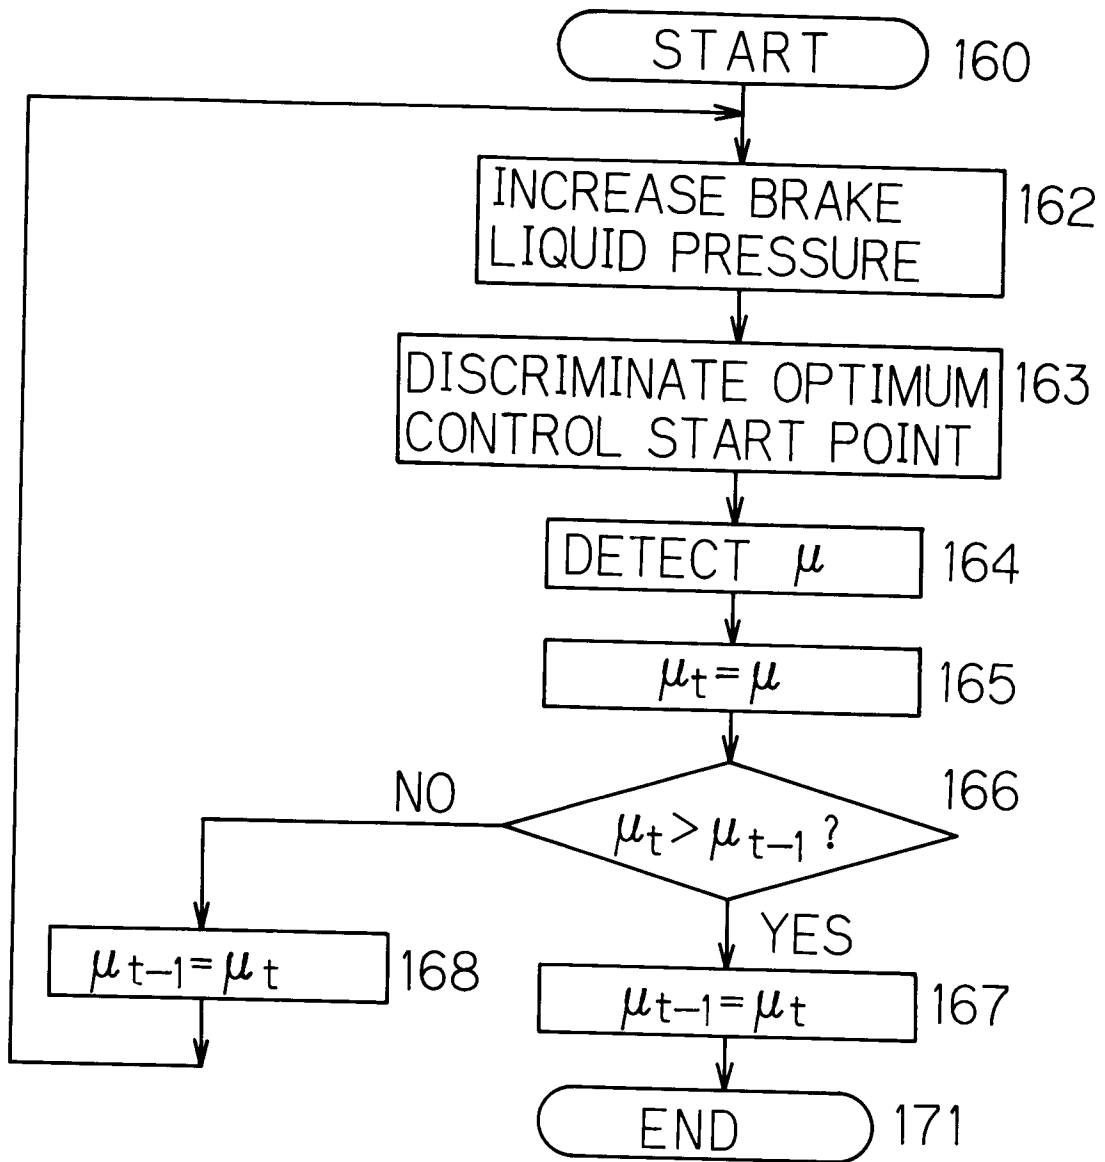 START 160
INCREASE BRAKE 162
LIQUID PRESSURE
DISCRIMINATE OPTIMUM 163
CONTROL START POINT
DETECT μ 164
μt=μ 165
NO
166
μt>μt−1 ?
YES
μt−1=μt 168
μt−1=μt 167
END 171